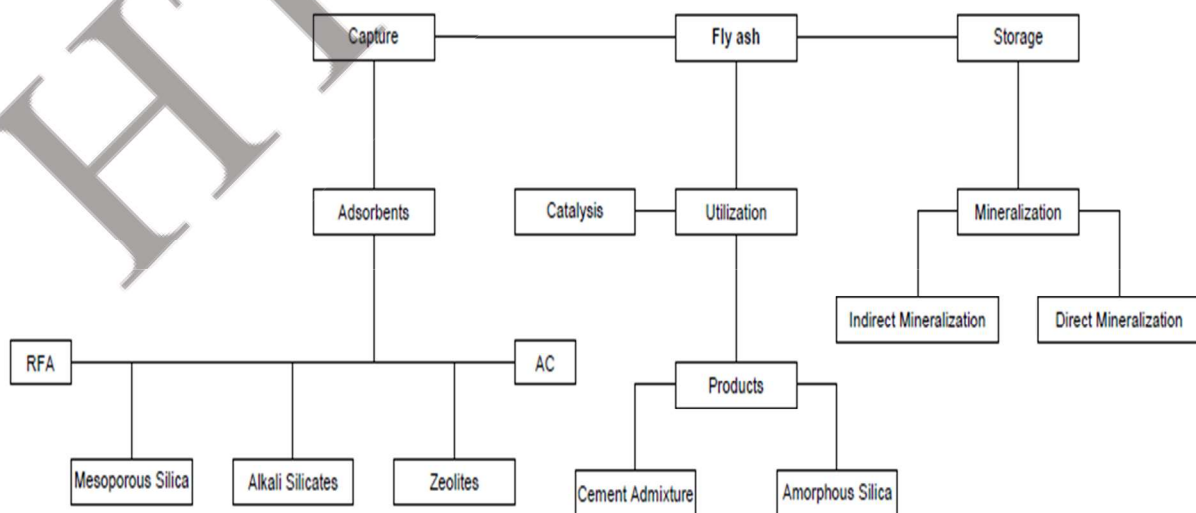 Capture
Fly ash
Storage
Adsorbents
Catalysis
Utilization
Mineralization
Indirect Mineralization
Direct Mineralization
RFA
AC
Products
Mesoporous Silica
Alkali Silicates
Zeolites
Cement Admixture
Amorphous Silica